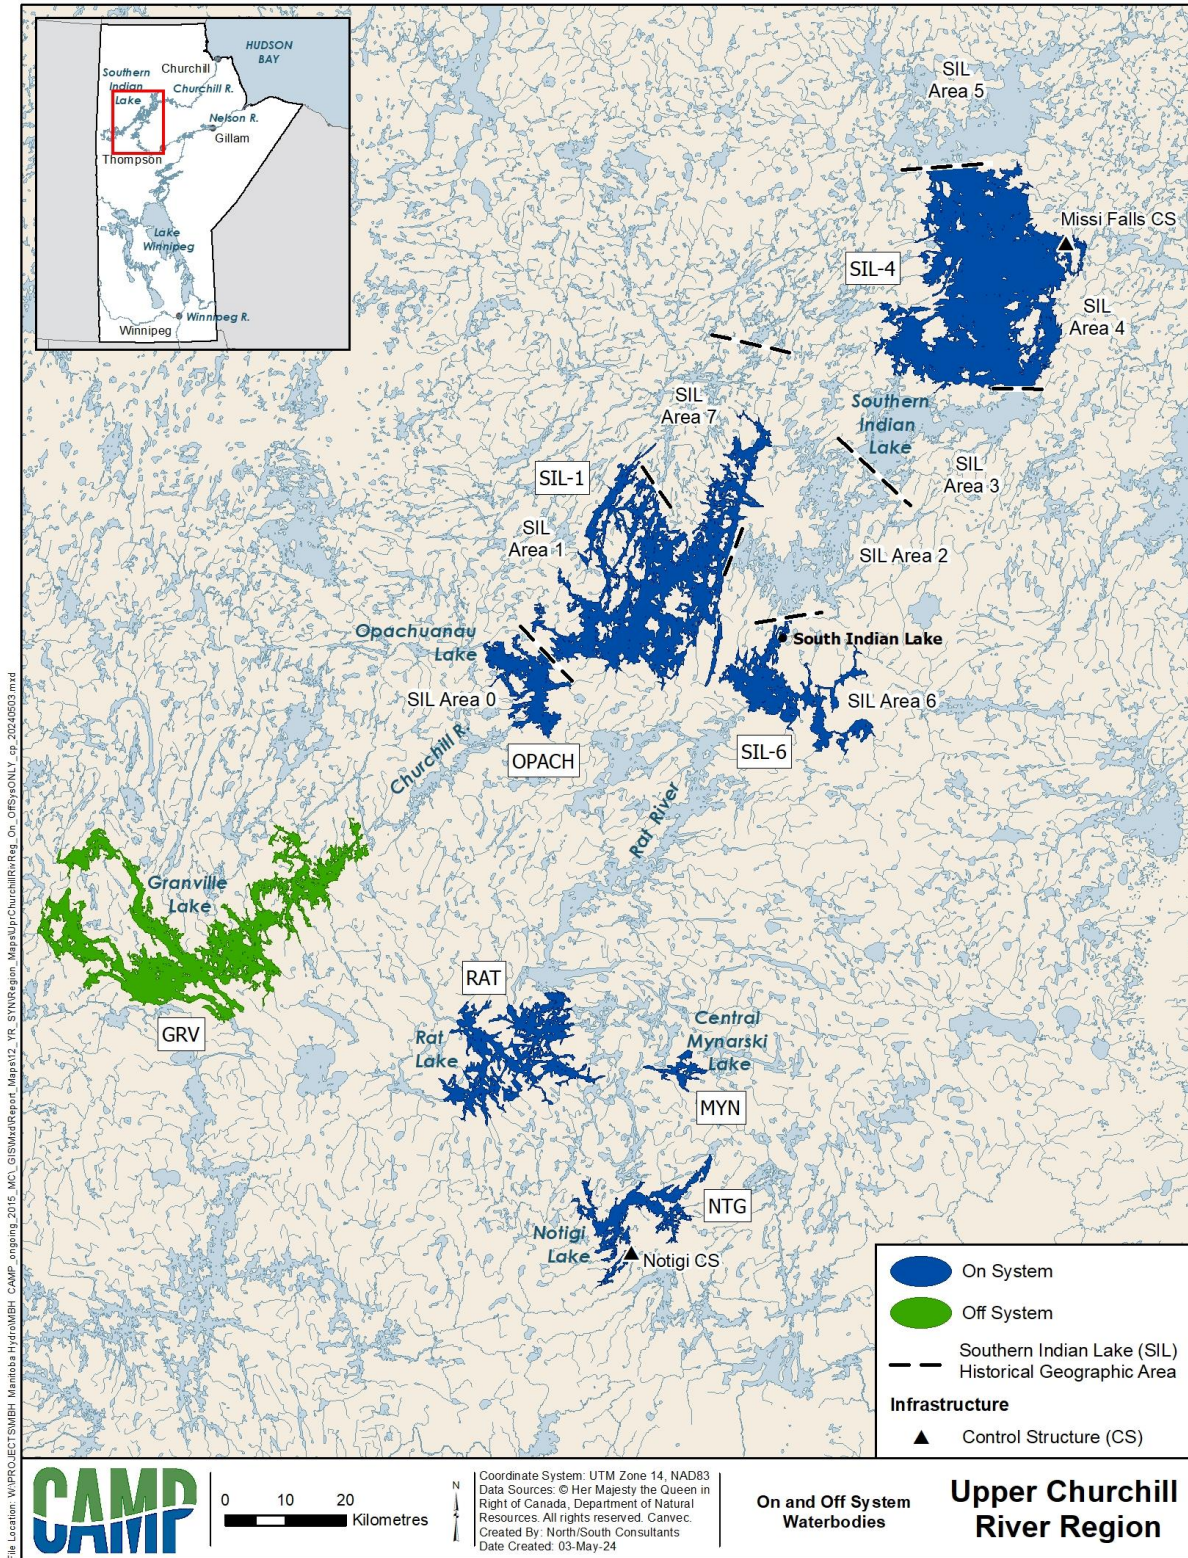 HUDSON
BAY
Churchill
Southern
Indian
Lake
Churchill R.
Nelson R.
Gillam
Thompson
Lake
Winnipeg
Winnipeg R.
Winnipeg
SIL
Area 5
Missi Falls CS
SIL-4
SIL
Area 4
SIL
Area 7
Southern
Indian
Lake
SIL-1
SIL
Area 3
SIL
Area 1
SIL Area 2
Opachuanau
Lake
South Indian Lake
SIL Area 0
SIL Area 6
Churchill R.
OPACH
SIL-6
Rat River
Granville
Lake
GRV
RAT
Rat
Lake
Central
Mynarski
Lake
MYN
NTG
Notigi
Lake
Notigi CS
On System
Off System
Southern Indian Lake (SIL)
Historical Geographic Area
Infrastructure
Control Structure (CS)
CAMP
0 10 20
Kilometres
N
Coordinate System: UTM Zone 14, NAD83
Data Sources: © Her Majesty the Queen in
Right of Canada, Department of Natural
Resources. All rights reserved. Canvec.
Created By: North/South Consultants
Date Created: 03-May-24
On and Off System
Waterbodies
Upper Churchill
River Region